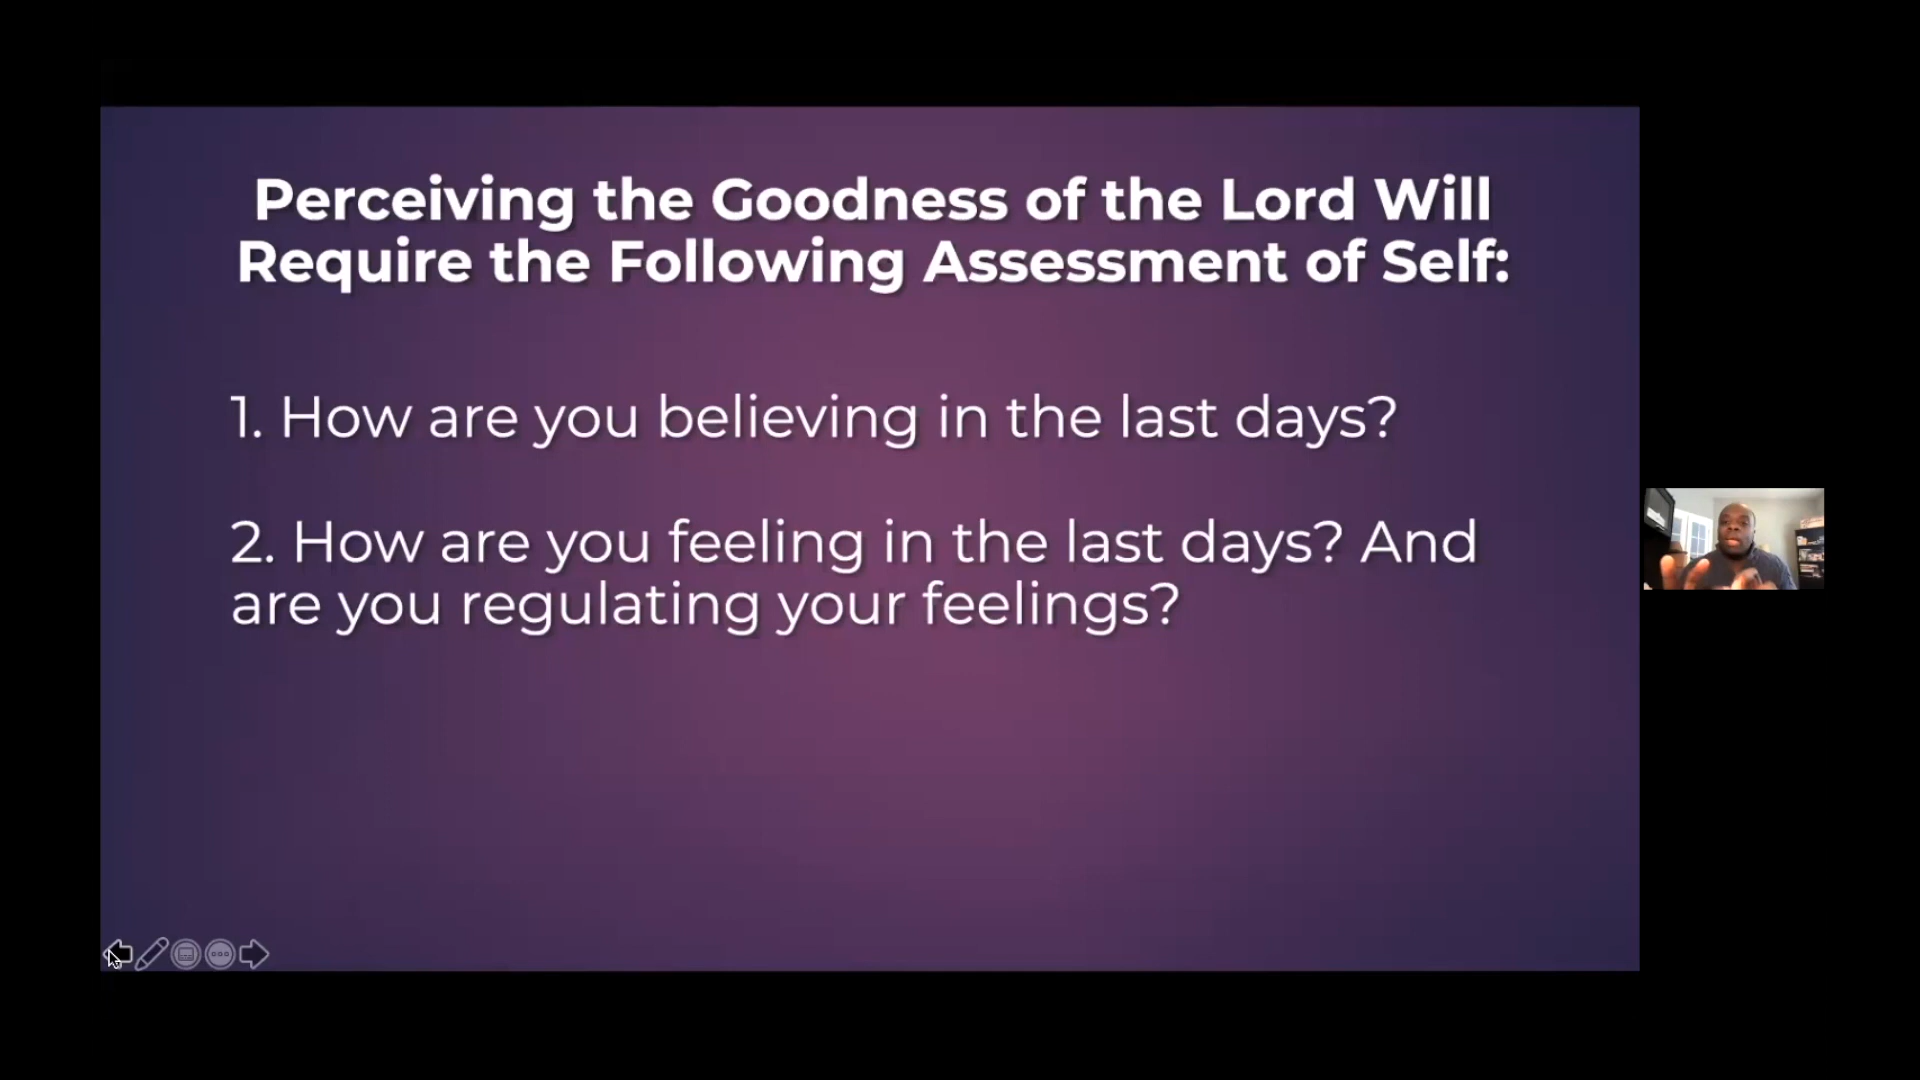 Perceiving the Goodness of the Lord Will
Require the Following Assessment of Self:
1. How are you believing in the last days?
2. How are you feeling in the last days? And
are you regulating your feelings?